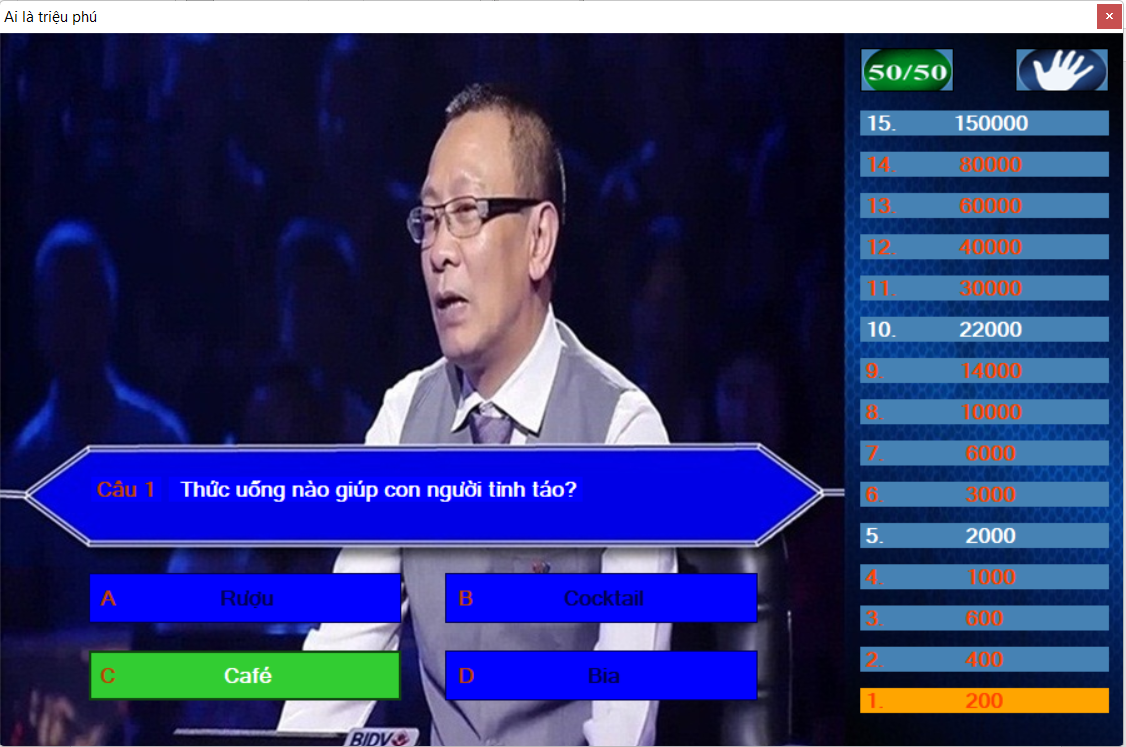 Ai là triệu phú
50/50
15. 150000
14. 80000
13. 60000
12. 40000
11. 30000
10. 22000
9. 14000
8. 10000
7. 6000
6. 3000
5. 2000
4. 1000
3. 600
2. 400
1. 200
Câu 1 Thức uống nào giúp con người tỉnh táo?
A Rượu
B Cocktail
C Café
D Bia
BIDV